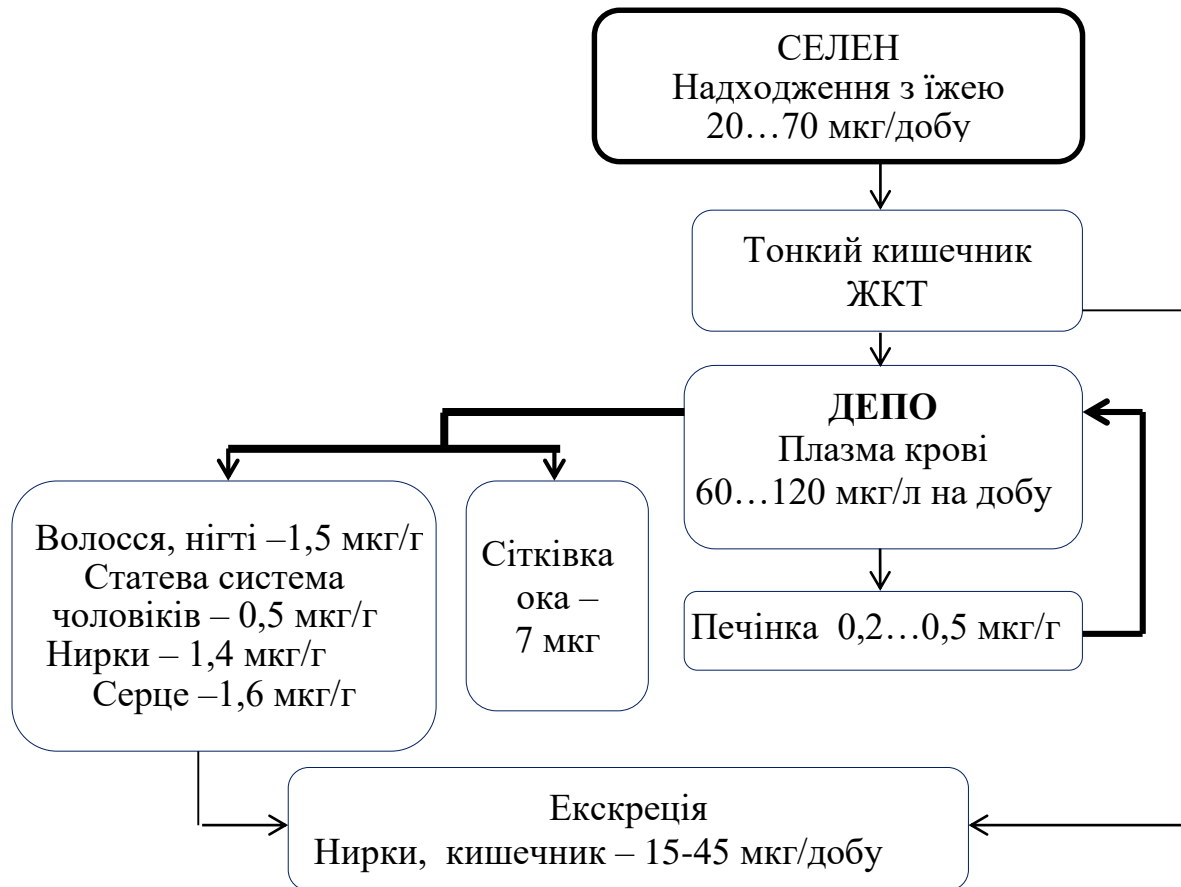 СЕЛЕН
Надходження з їжею
20…70 мкг/добу
Тонкий кишечник
ЖКТ
ДЕПО
Плазма крові
60…120 мкг/л на добу
Волосся, нігті –1,5 мкг/г
Статева система
чоловіків – 0,5 мкг/г
Нирки – 1,4 мкг/г
Серце –1,6 мкг/г
Сітківка
ока –
7 мкг
Печінка 0,2…0,5 мкг/г
Екскреція
Нирки, кишечник – 15-45 мкг/добу